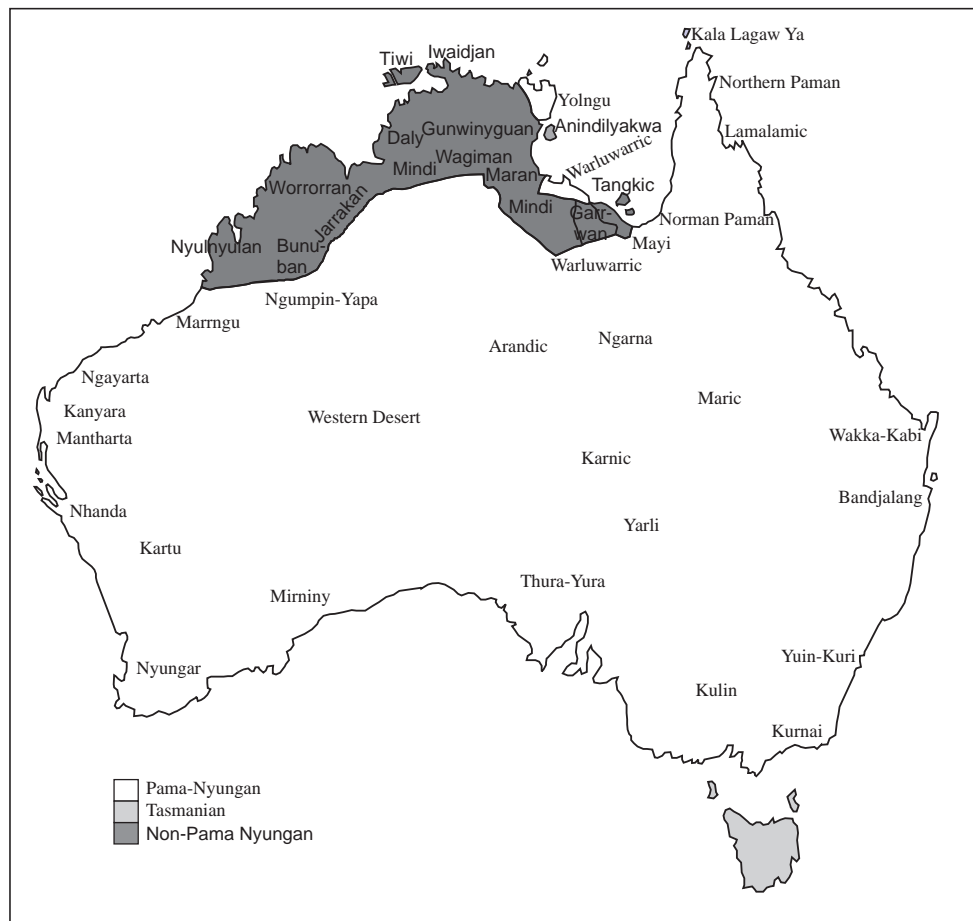 Kala Lagaw Ya
Iwaidjan
Tiwi
Northern Paman
Yolngu
Anindilyakwa
Gunwinyguan
Daly
Lamalamic
Warluwarric
Wagiman
Mindi
Maran
Worrorran
Tangkic
Jarrakan
Mindi
Garr-
wan
Norman Paman
Nyulnyulan
Bunu-
ban
Mayi
Warluwarric
Ngumpin-Yapa
Marrngu
Arandic
Ngarna
Ngayarta
Maric
Kanyara
Western Desert
Mantharta
Wakka-Kabi
Karnic
Bandjalang
Nhanda
Yarli
Kartu
Thura-Yura
Mirniny
Yuin-Kuri
Nyungar
Kulin
Kurnai
Pama-Nyungan
Tasmanian
Non-Pama Nyungan